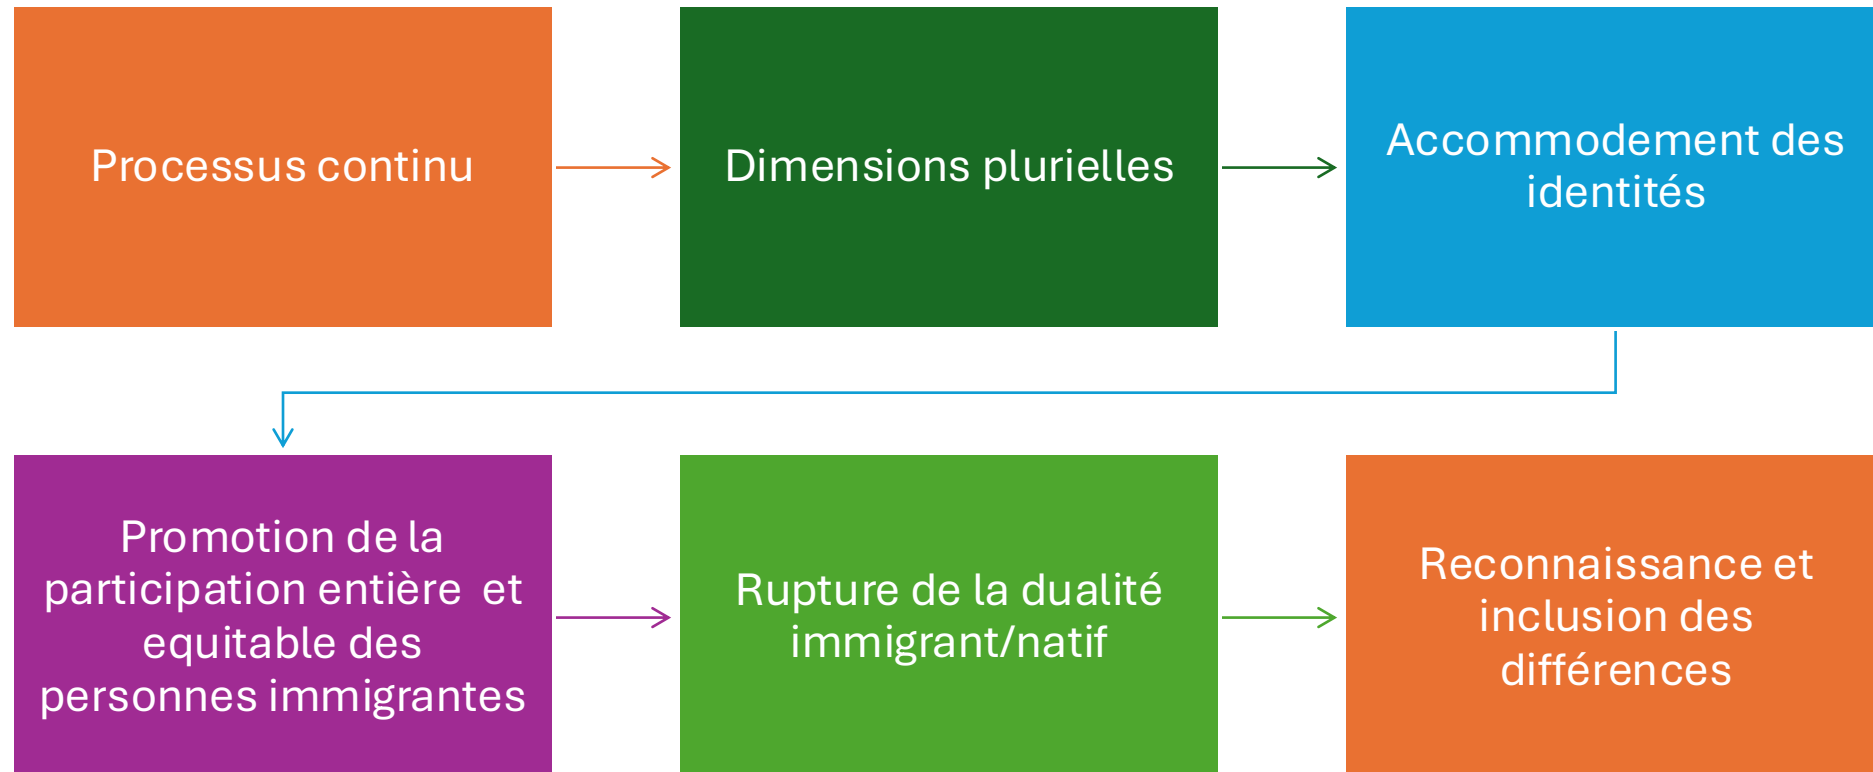 Processus continu
Dimensions plurielles
Accommodement des
identités
Promotion de la
participation entière et
equitable des
personnes immigrantes
Rupture de la dualité
immigrant/natif
Reconnaissance et
inclusion des
différences